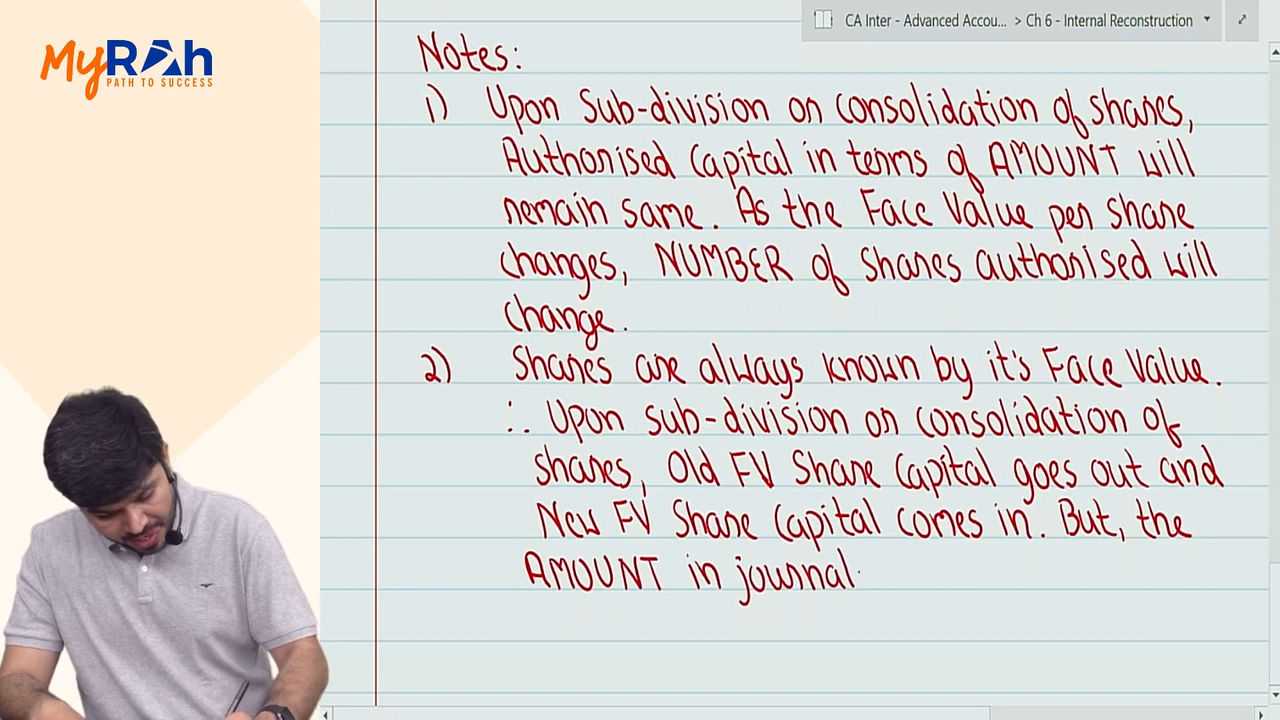 MyRAh
PATH TO SUCCESS
CA Inter - Advanced Accou... > Ch 6 - Internal Reconstruction
Notes:
1) Upon Sub-division or consolidation of shares,
Authorised Capital in terms of AMOUNT will
remain same. As the Face Value per share
changes, NUMBER of shares authorised will
change.
2) Shares are always known by it's Face Value.
∴ Upon sub-division or consolidation of
shares, Old FV Share Capital goes out and
New FV Share Capital comes in. But, the
AMOUNT in journal